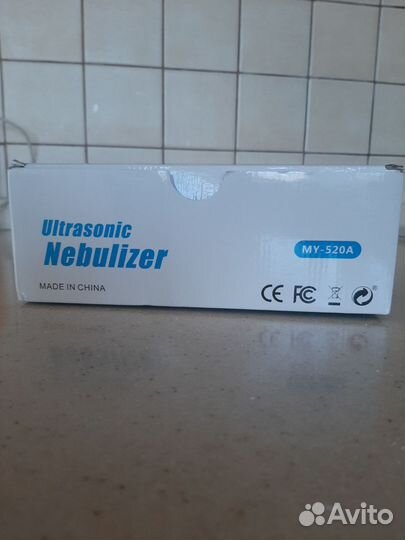 Ultrasonic
Nebulizer
MY-520A
MADE IN CHINA
CE FC
Avito